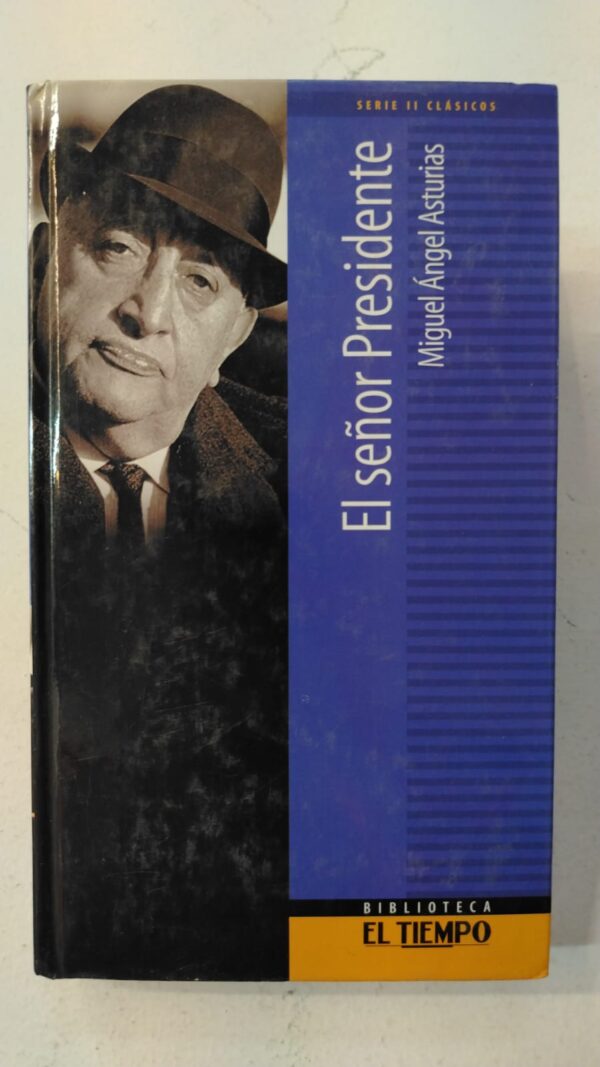 SERIE II CLÁSICOS
El señor Presidente
Miguel Ángel Asturias
BIBLIOTECA
EL TIEMPO